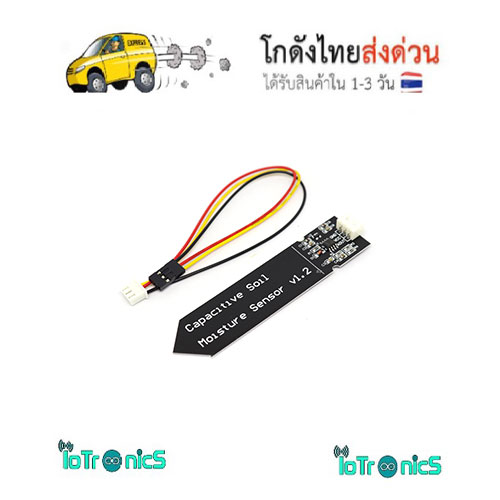 EXPRESS
โกดังไทยส่งด่วน
ได้รับสินค้าใน 1-3 วัน
Capacitive Soil
Moisture Sensor v1.2
IoTronicS
IoTronicS